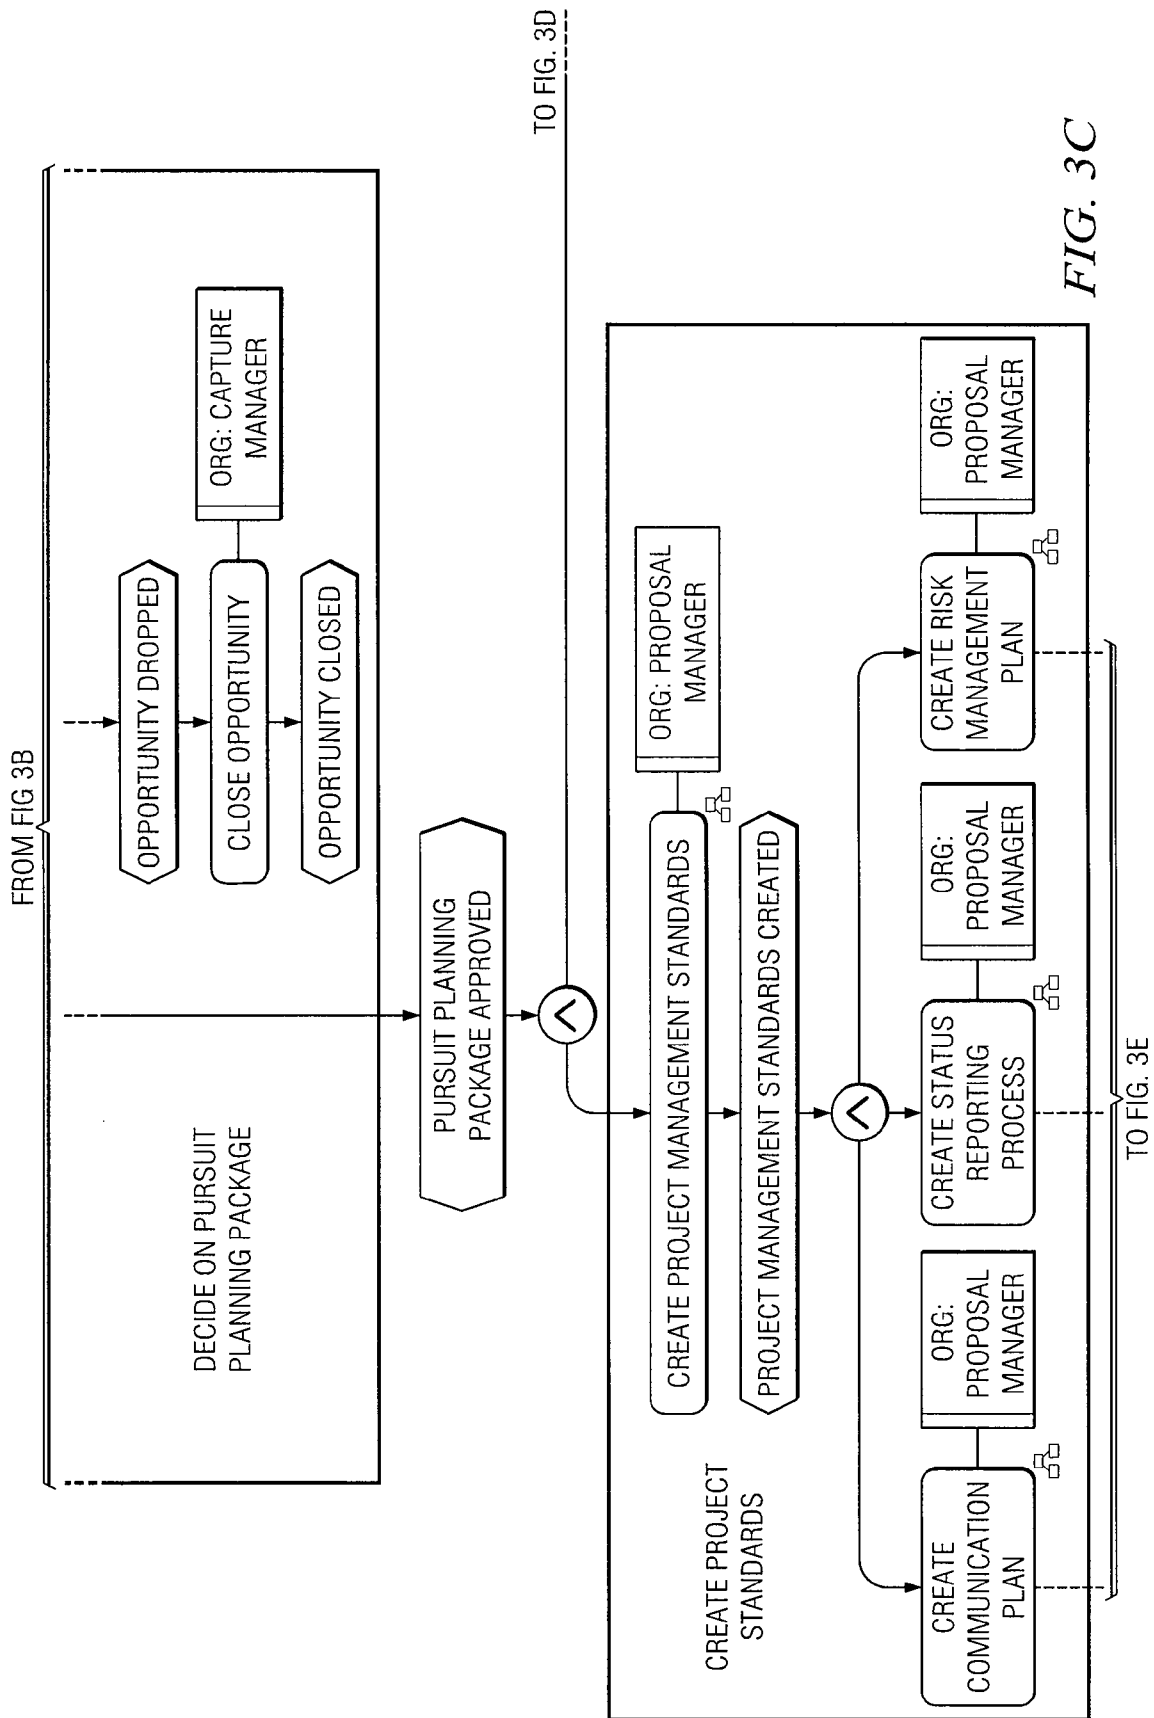 FROM FIG 3B
OPPORTUNITY DROPPED
CLOSE OPPORTUNITY
ORG: CAPTURE
MANAGER
OPPORTUNITY CLOSED
DECIDE ON PURSUIT
PLANNING PACKAGE
PURSUIT PLANNING
PACKAGE APPROVED
TO FIG. 3D
CREATE PROJECT MANAGEMENT STANDARDS
ORG: PROPOSAL
MANAGER
PROJECT MANAGEMENT STANDARDS CREATED
CREATE PROJECT
STANDARDS
CREATE
COMMUNICATION
PLAN
ORG:
PROPOSAL
MANAGER
CREATE STATUS
REPORTING
PROCESS
ORG:
PROPOSAL
MANAGER
CREATE RISK
MANAGEMENT
PLAN
ORG:
PROPOSAL
MANAGER
TO FIG. 3E
FIG. 3C